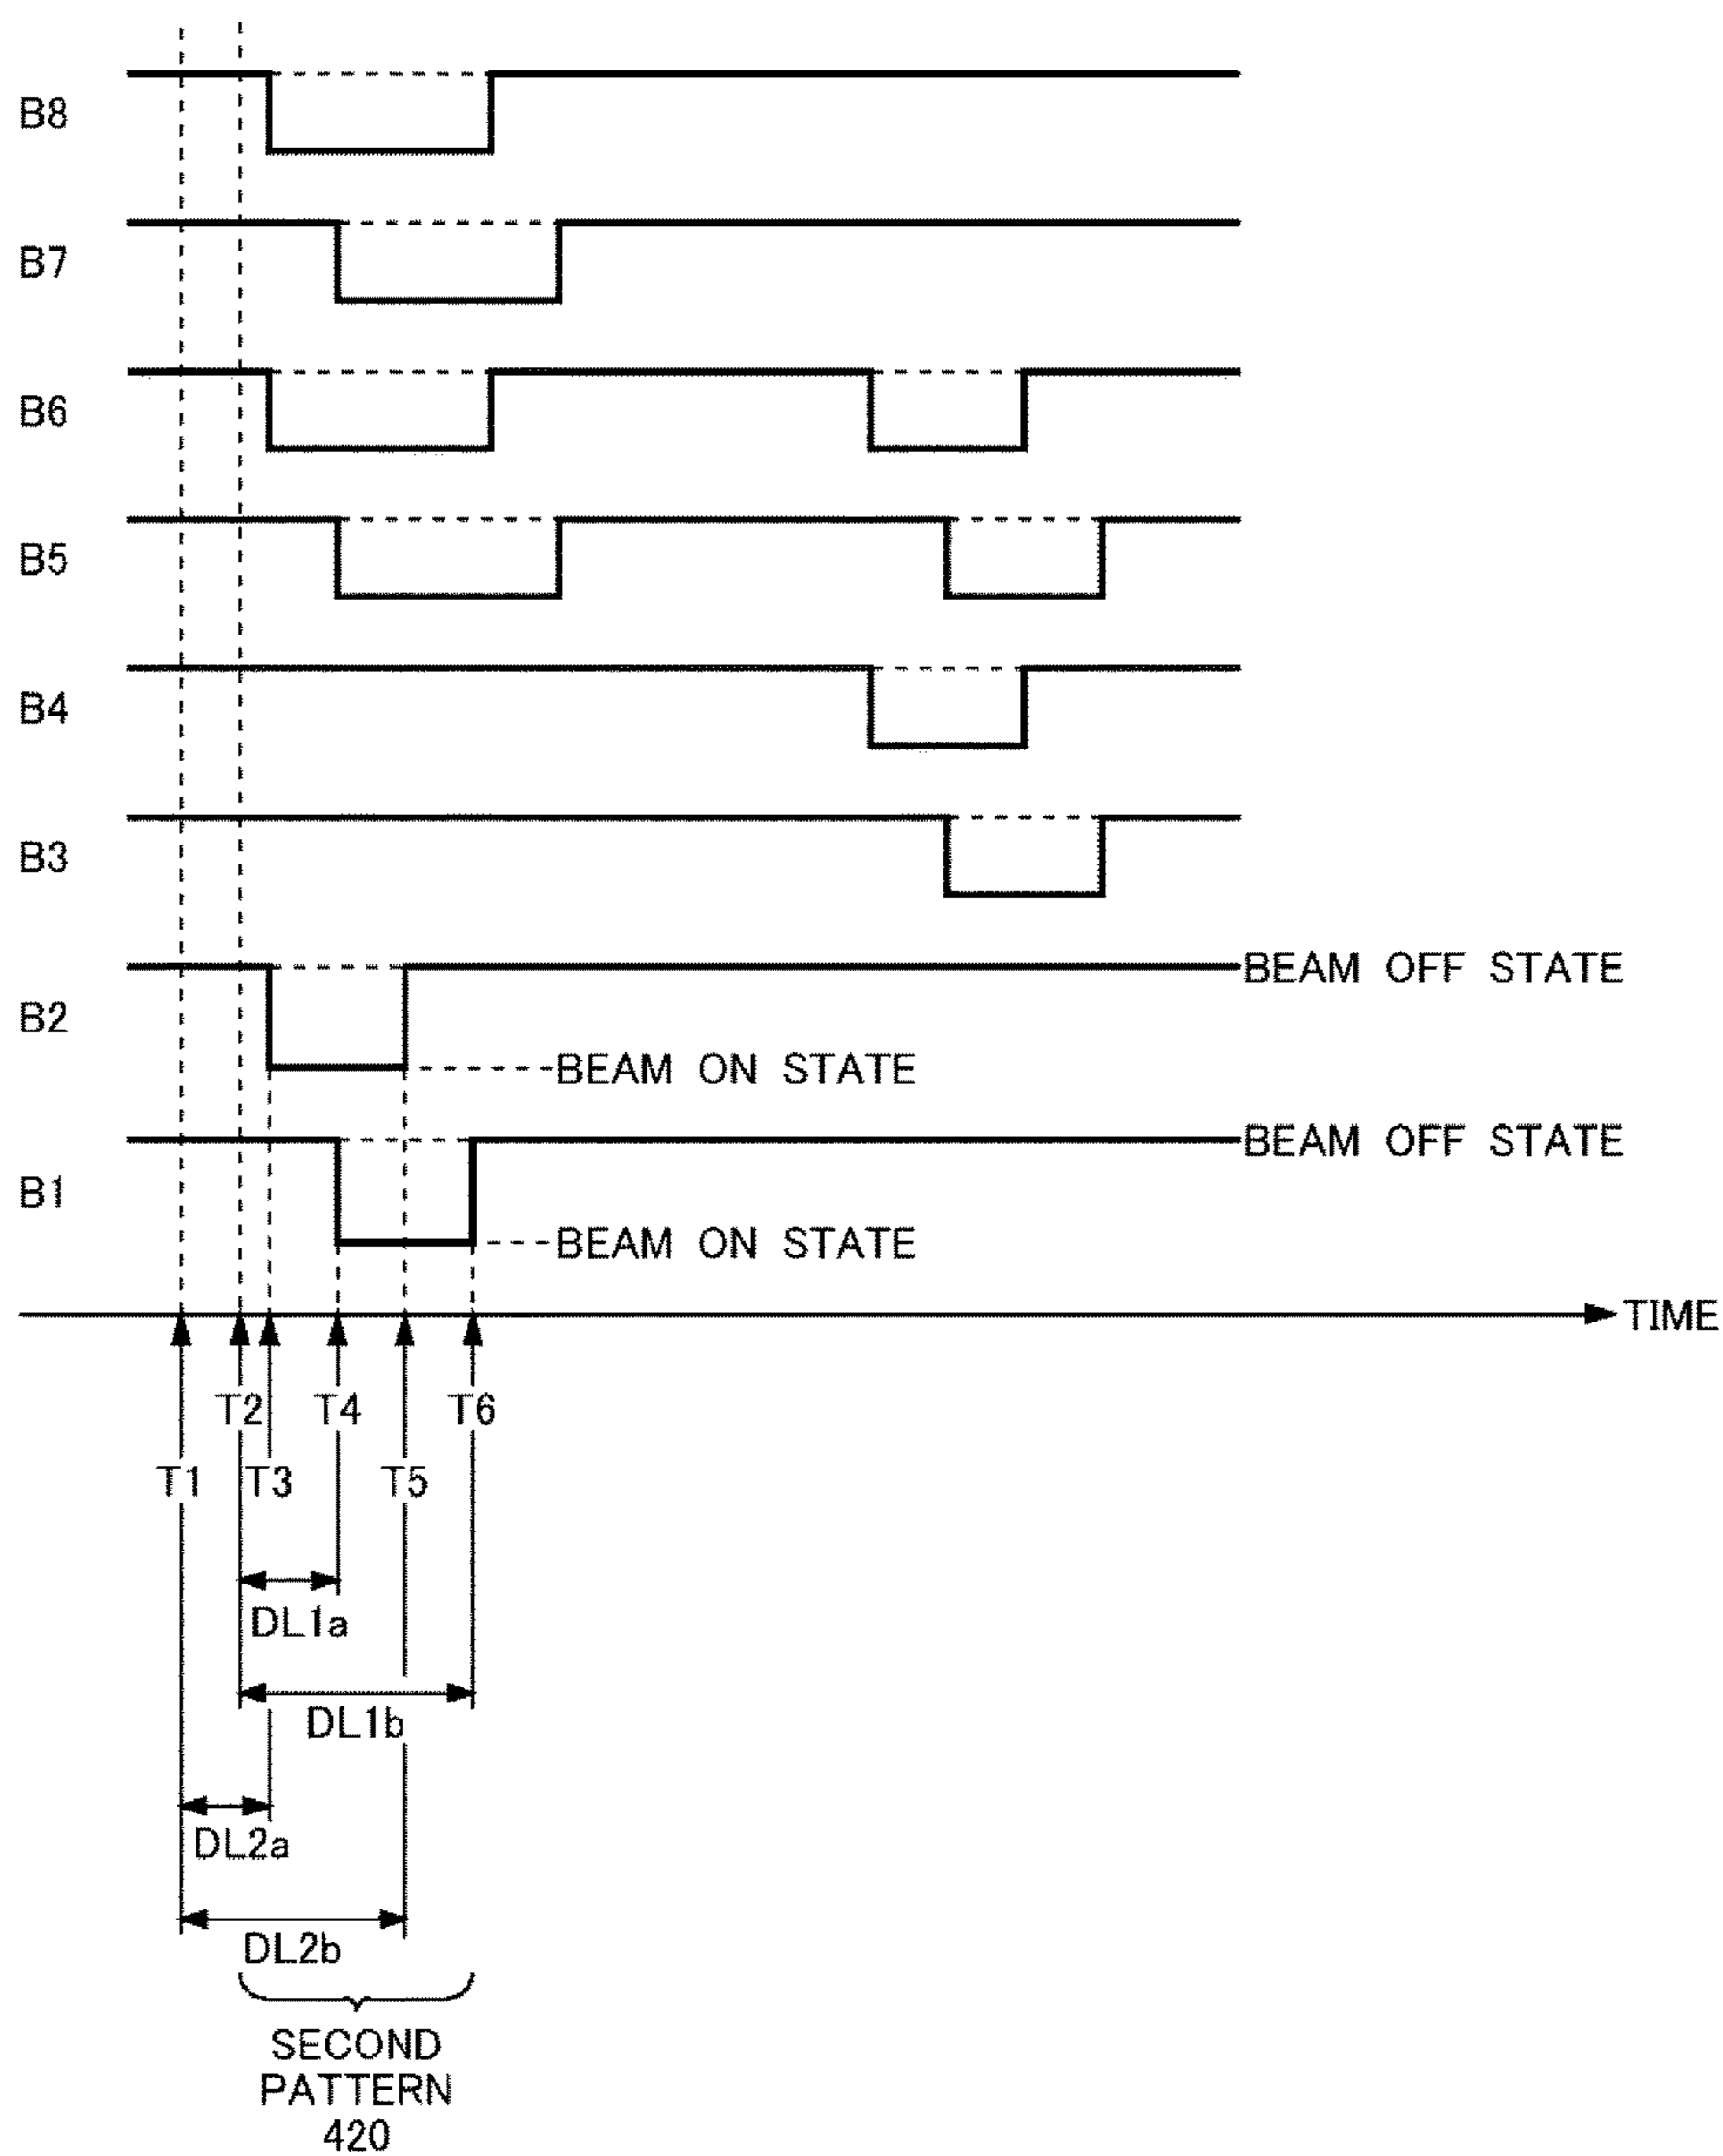 B8
B7
B6
B5
B4
B3
BEAM OFF STATE
B2
BEAM ON STATE
BEAM OFF STATE
B1
BEAM ON STATE
TIME
T2 T4 T6
T1 T3 T5
DL1a
DL1b
DL2a
DL2b
SECOND
PATTERN
420